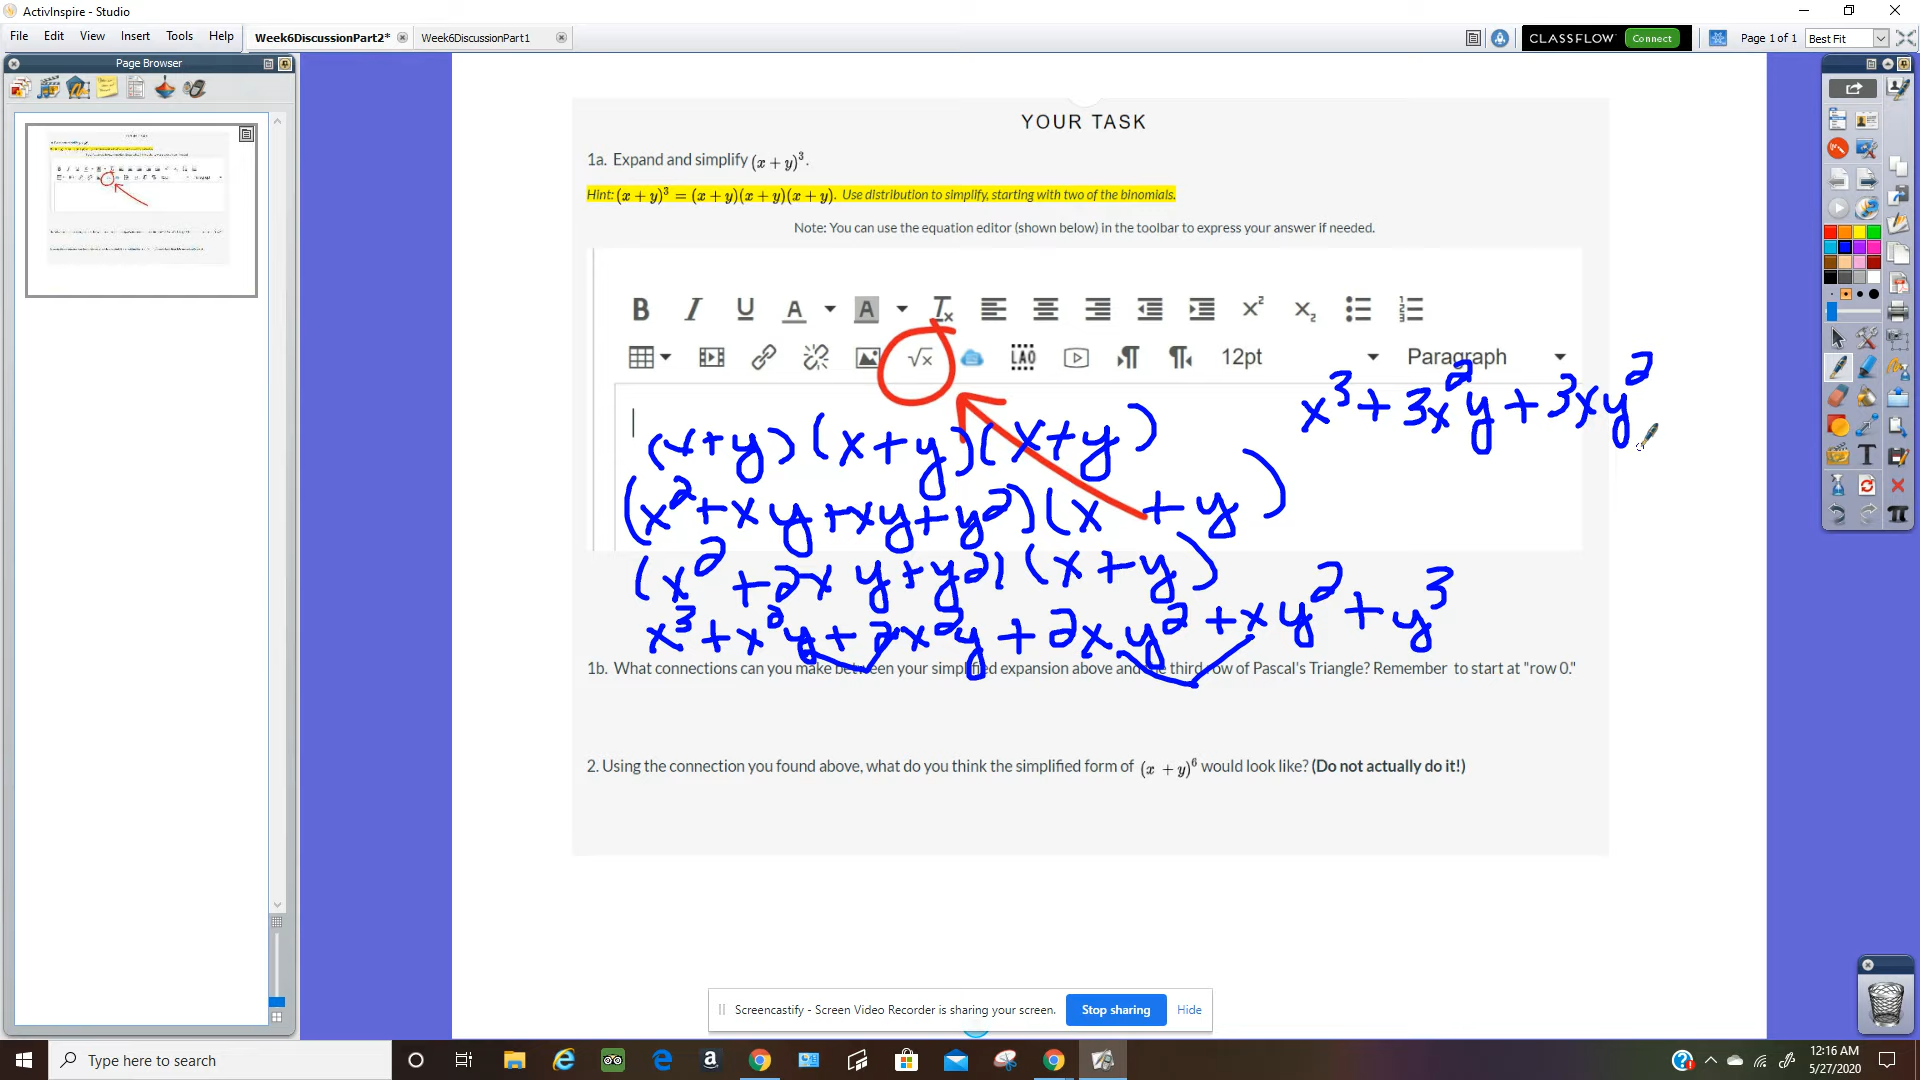 ActivInspire - Studio
File Edit View Insert Tools Help
Week6DiscussionPart2* Week6DiscussionPart1
CLASSFLOW Connect
Page 1 of 1 Best Fit
Page Browser
YOUR TASK
1a. Expand and simplify (x + y)³.
Hint: (x + y)³ = (x + y)(x + y)(x + y). Use distribution to simplify, starting with two of the binomials.
Note: You can use the equation editor (shown below) in the toolbar to express your answer if needed.
B I U A A Tx x² x₂
√x LAO 12pt Paragraph
x³ + 3x²y + 3xy²
(x+y)(x+y)(x+y)
(x²+xy+xy+y²)(x+y)
(x²+2xy+y²)(x+y)
x³+x²y+2x²y+2xy²+xy²+y³
1b. What connections can you make between your simplified expansion above and the third row of Pascal's Triangle? Remember to start at "row 0."
2. Using the connection you found above, what do you think the simplified form of (x + y)⁶ would look like? (Do not actually do it!)
Screencastify - Screen Video Recorder is sharing your screen. Stop sharing Hide
Type here to search
12:16 AM
5/27/2020